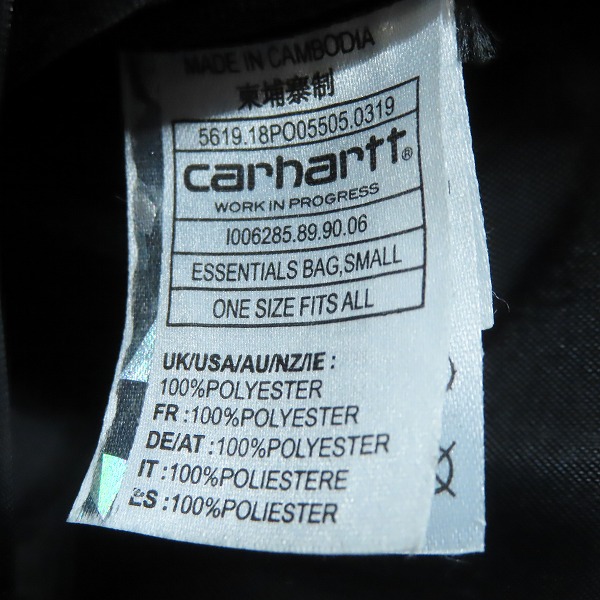 MADE IN CAMBODIA
柬埔寨制
5619.18PO05505.0319
carhartt®
WORK IN PROGRESS
I006285.89.90.06
ESSENTIALS BAG,SMALL
ONE SIZE FITS ALL
UK/USA/AU/NZ/IE :
100%POLYESTER
FR :100%POLYESTER
DE/AT :100%POLYESTER
IT :100%POLIESTERE
ES :100%POLIESTER